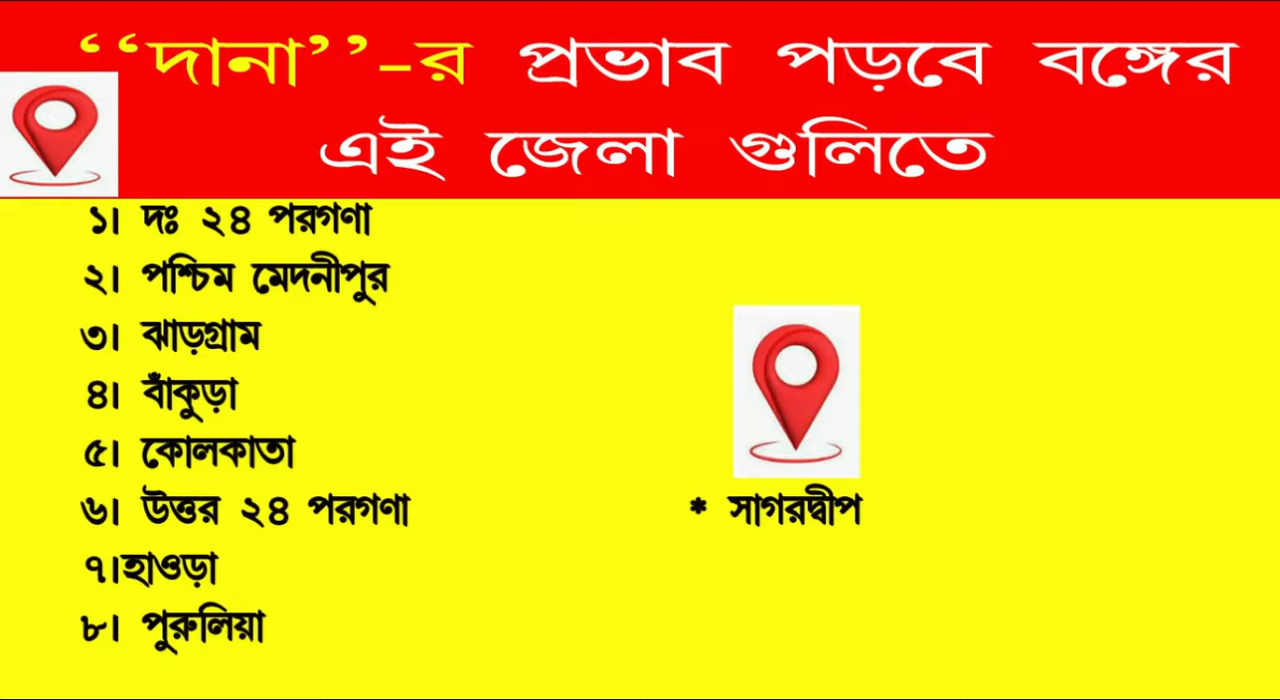 ‘‘দানা’’-র প্রভাব পড়বে বঙ্গের
এই জেলা গুলিতে
১। দঃ ২৪ পরগণা
২। পশ্চিম মেদনীপুর
৩। ঝাড়গ্রাম
৪। বাঁকুড়া
৫। কোলকাতা
৬। উত্তর ২৪ পরগণা
৭।হাওড়া
৮। পুরুলিয়া
* সাগরদ্বীপ